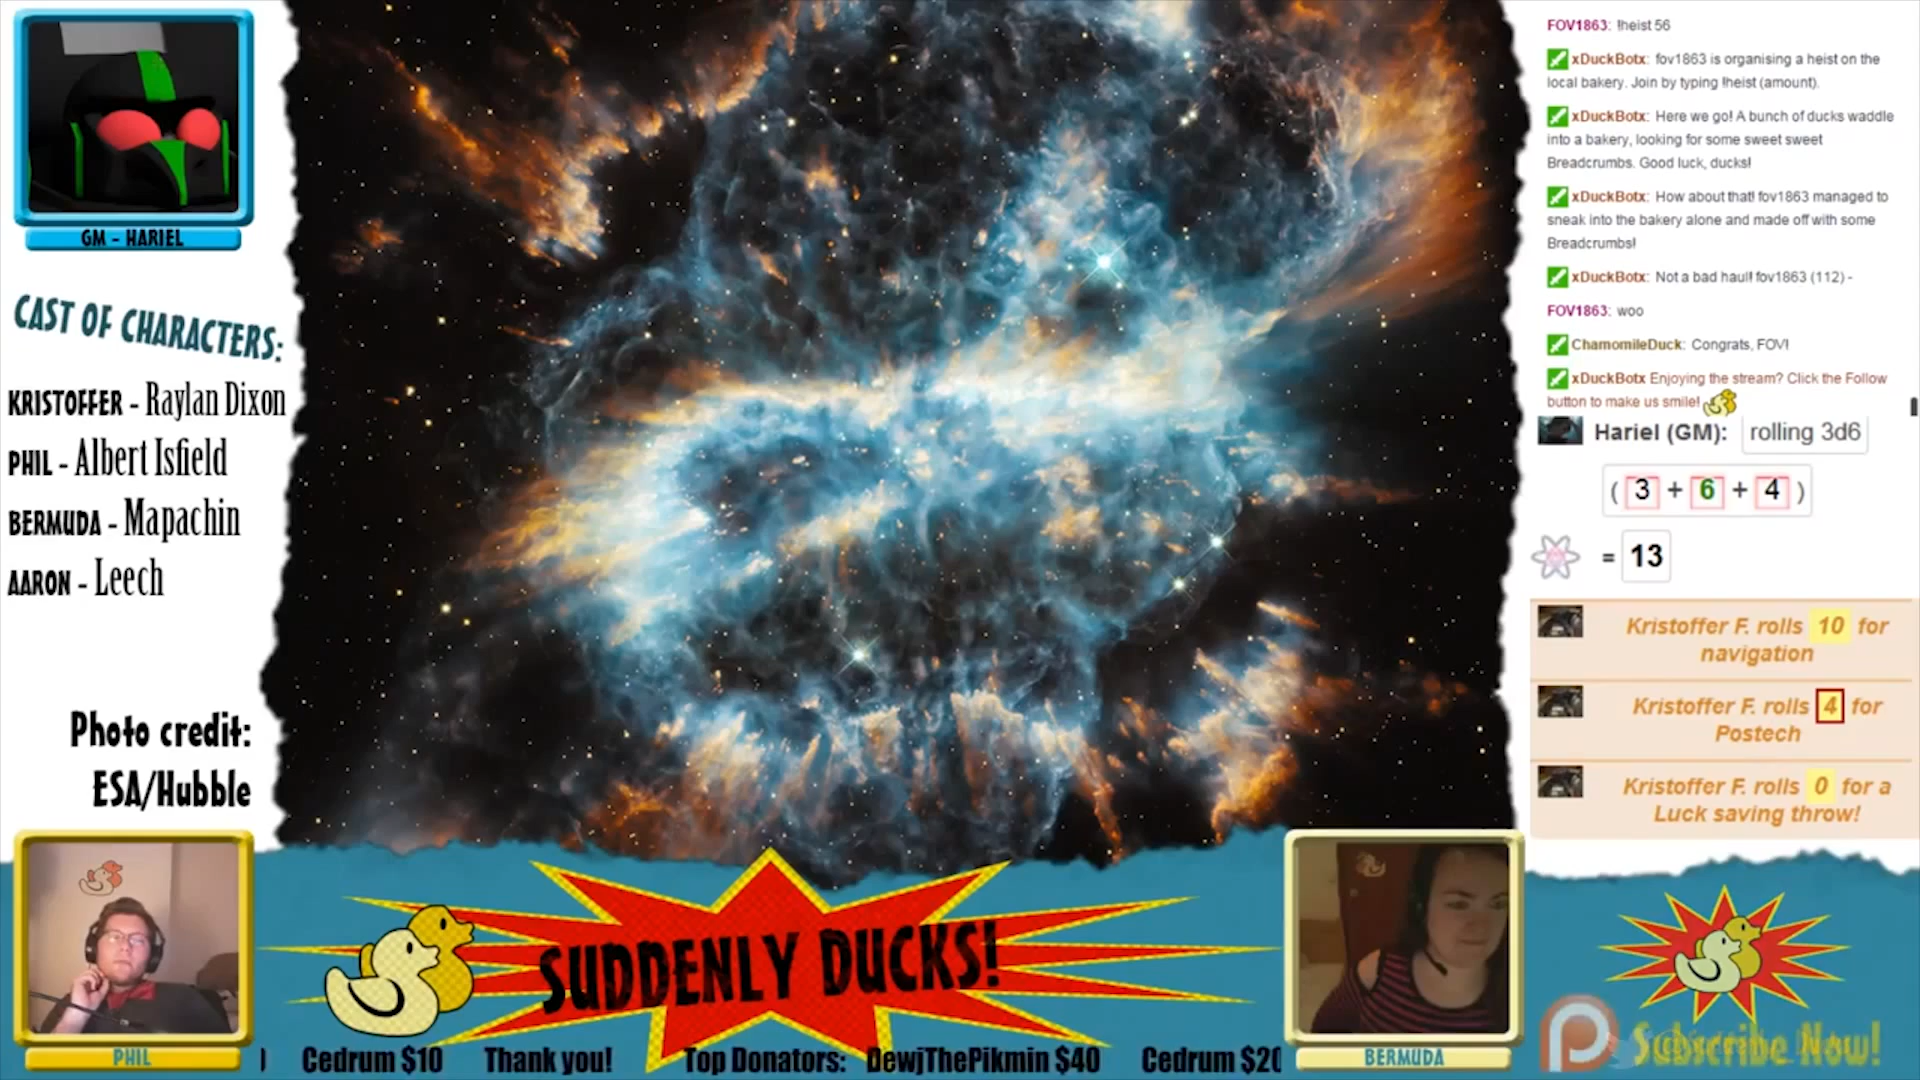 GM - HARIEL
CAST OF CHARACTERS:
KRISTOFFER - Raylan Dixon
PHIL - Albert Isfield
BERMUDA - Mapachin
AARON - Leech
Photo credit:
ESA/Hubble
PHIL
SUDDENLY DUCKS!
Cedrum $10 Thank you! Top Donators: DewjThePikmin $40 Cedrum $20
BERMUDA
FOV1863: !heist 56
xDuckBotx: fov1863 is organising a heist on the
local bakery. Join by typing !heist (amount).
xDuckBotx: Here we go! A bunch of ducks waddle
into a bakery, looking for some sweet sweet
Breadcrumbs. Good luck, ducks!
xDuckBotx: How about that! fov1863 managed to
sneak into the bakery alone and made off with some
Breadcrumbs!
xDuckBotx: Not a bad haul! fov1863 (112) -
FOV1863: woo
ChamomileDuck: Congrats, FOV!
xDuckBotx Enjoying the stream? Click the Follow
button to make us smile!
Hariel (GM): rolling 3d6
( 3 + 6 + 4 )
= 13
Kristoffer F. rolls 10 for
navigation
Kristoffer F. rolls 4 for
Postech
Kristoffer F. rolls 0 for a
Luck saving throw!
Subscribe Now!